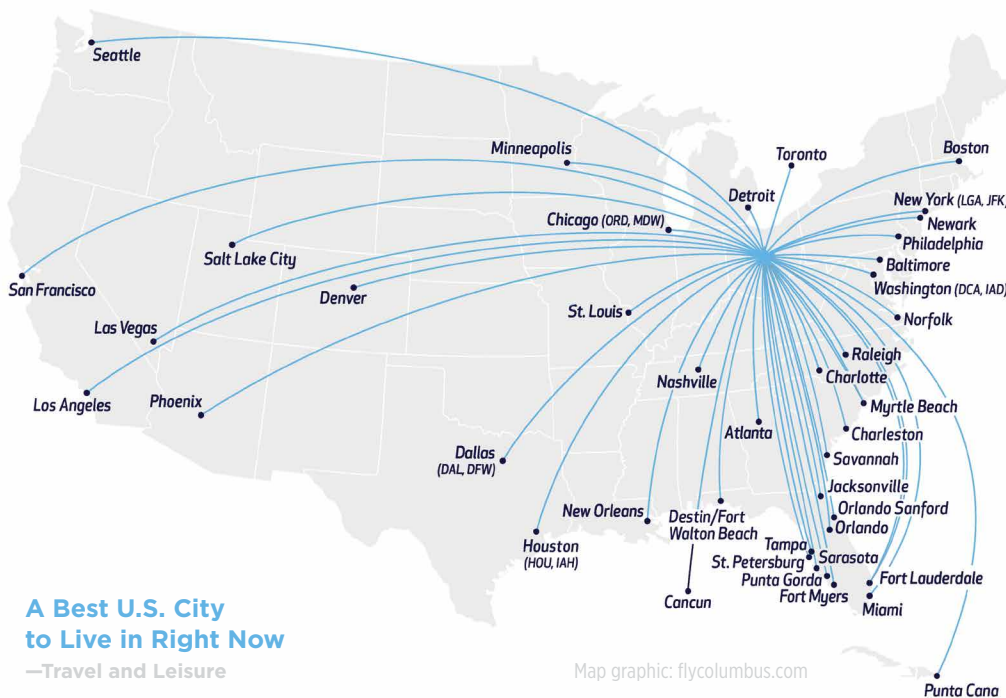 Seattle
Minneapolis
Toronto
Boston
Detroit
New York (LGA, JFK)
Newark
Chicago (ORD, MDW)
Philadelphia
Salt Lake City
Baltimore
Washington (DCA, IAD)
San Francisco
Denver
St. Louis
Norfolk
Las Vegas
Raleigh
Nashville
Charlotte
Los Angeles
Phoenix
Myrtle Beach
Atlanta
Charleston
Dallas
(DAL, DFW)
Savannah
Jacksonville
New Orleans
Destin/Fort
Walton Beach
Orlando Sanford
Orlando
Houston
(HOU, IAH)
Tampa
St. Petersburg
Sarasota
Punta Gorda
Fort Myers
Fort Lauderdale
Cancun
Miami
A Best U.S. City
to Live in Right Now
—Travel and Leisure
Map graphic: flycolumbus.com
Punta Cana